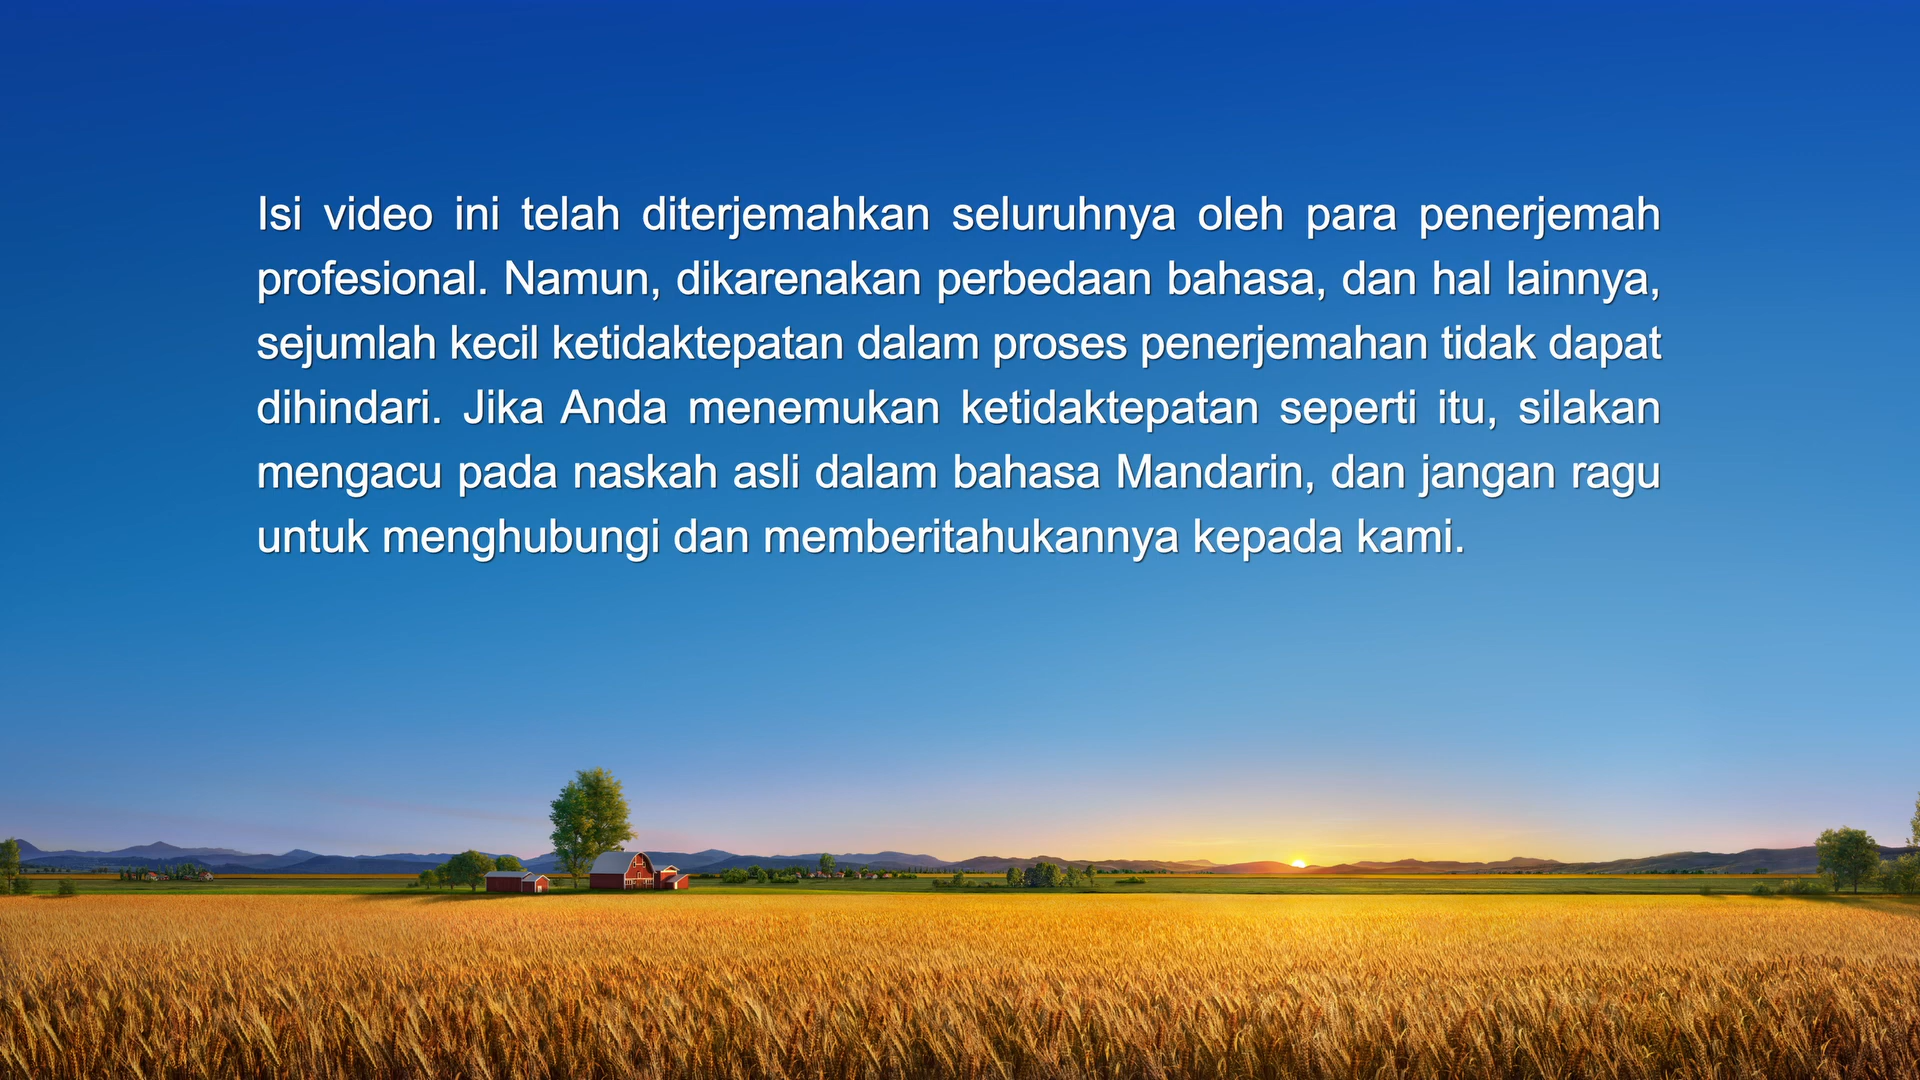 Isi video ini telah diterjemahkan seluruhnya oleh para penerjemah
profesional. Namun, dikarenakan perbedaan bahasa, dan hal lainnya,
sejumlah kecil ketidaktepatan dalam proses penerjemahan tidak dapat
dihindari. Jika Anda menemukan ketidaktepatan seperti itu, silakan
mengacu pada naskah asli dalam bahasa Mandarin, dan jangan ragu
untuk menghubungi dan memberitahukannya kepada kami.